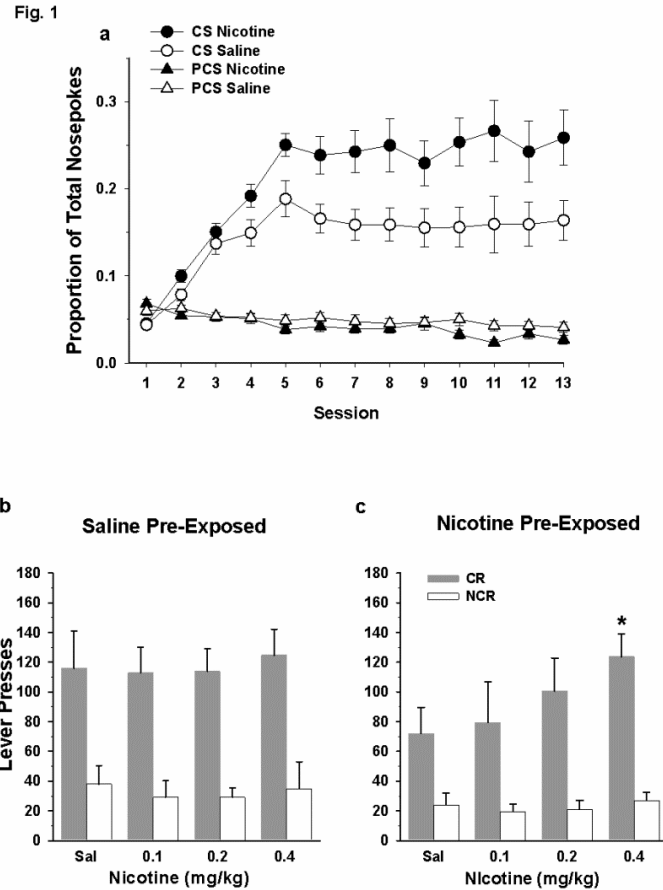 Fig. 1
a
CS Nicotine
CS Saline
PCS Nicotine
PCS Saline
Proportion of Total Nosepokes
0.3
0.2
0.1
0.0
1 2 3 4 5 6 7 8 9 10 11 12 13
Session
b
Saline Pre-Exposed
Lever Presses
180
160
140
120
100
80
60
40
20
0
Sal 0.1 0.2 0.4
Nicotine (mg/kg)
c
Nicotine Pre-Exposed
180
160
140
120
100
80
60
40
20
0
CR
NCR
*
Sal 0.1 0.2 0.4
NIcotine (mg/kg)